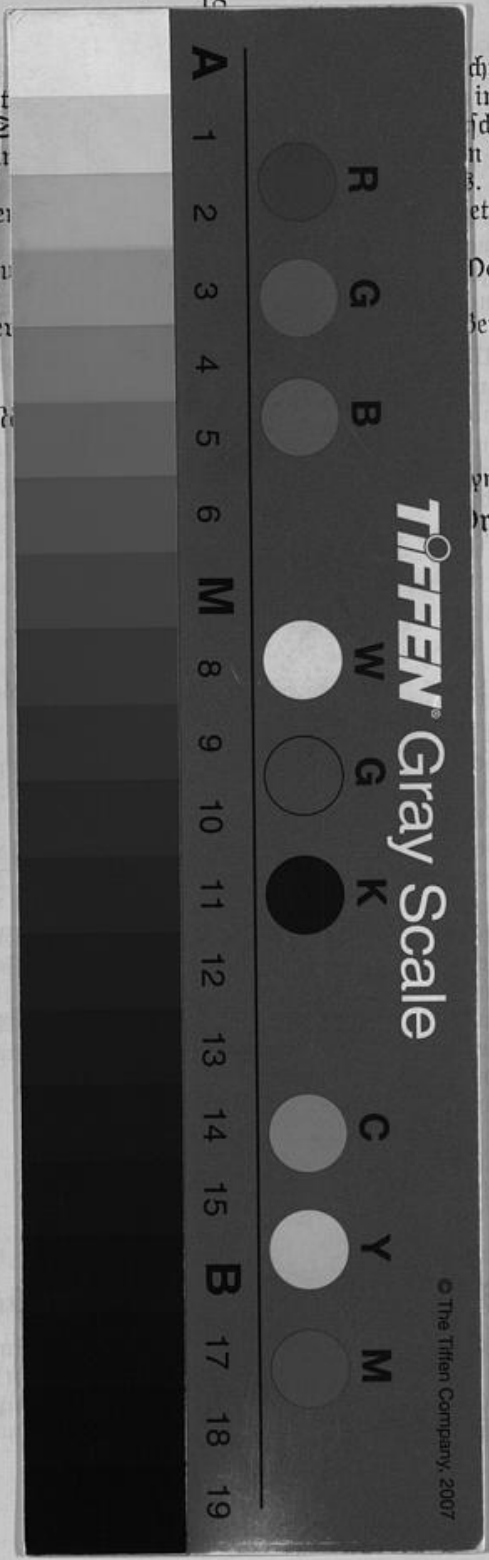 TIFFEN® Gray Scale
© The Tiffen Company, 2007
R G B W G K C Y M
A 1 2 3 4 5 6 M 8 9 10 11 12 13 14 15 B 17 18 19